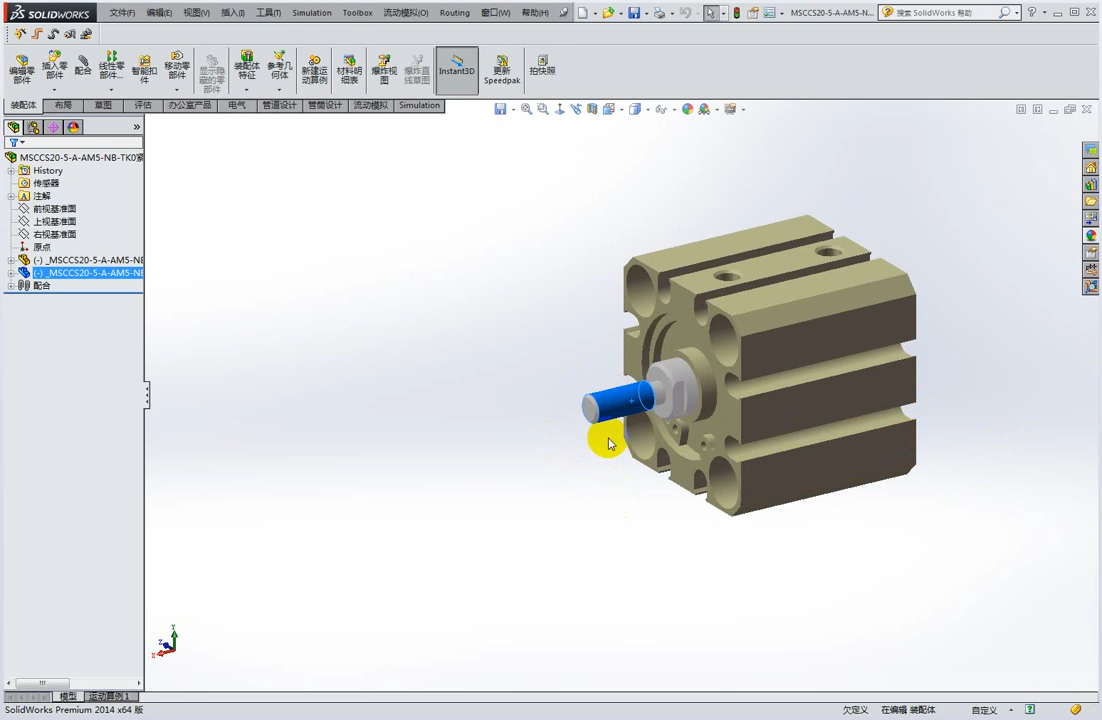 SOLIDWORKS 文件(F) 编辑(E) 视图(V) 插入(I) 工具(T) Simulation Toolbox 流动模拟(O) Routing 窗口(W) 帮助(H) MSCCS20-5-A-AM5-N... 搜索 SolidWorks 帮助
编辑零部件 插入零部件 配合 线性零部件... 智能扣件 移动零部件 显示隐藏的零部件 装配体特征 参考几何体 新建运动算例 材料明细表 爆炸视图 爆炸直线草图 Instant3D 更新 Speedpak 拍快照
装配体 布局 草图 评估 办公室产品 电气 管道设计 管筒设计 流动模拟 Simulation
MSCCS20-5-A-AM5-NB-TK0
History
传感器
注解
前视基准面
上视基准面
右视基准面
原点
(-) _MSCCS20-5-A-AM5-NB
(-) _MSCCS20-5-A-AM5-NB
配合
Y
Z
X
模型 运动算例 1
SolidWorks Premium 2014 x64 版 欠定义 在编辑 装配体 自定义